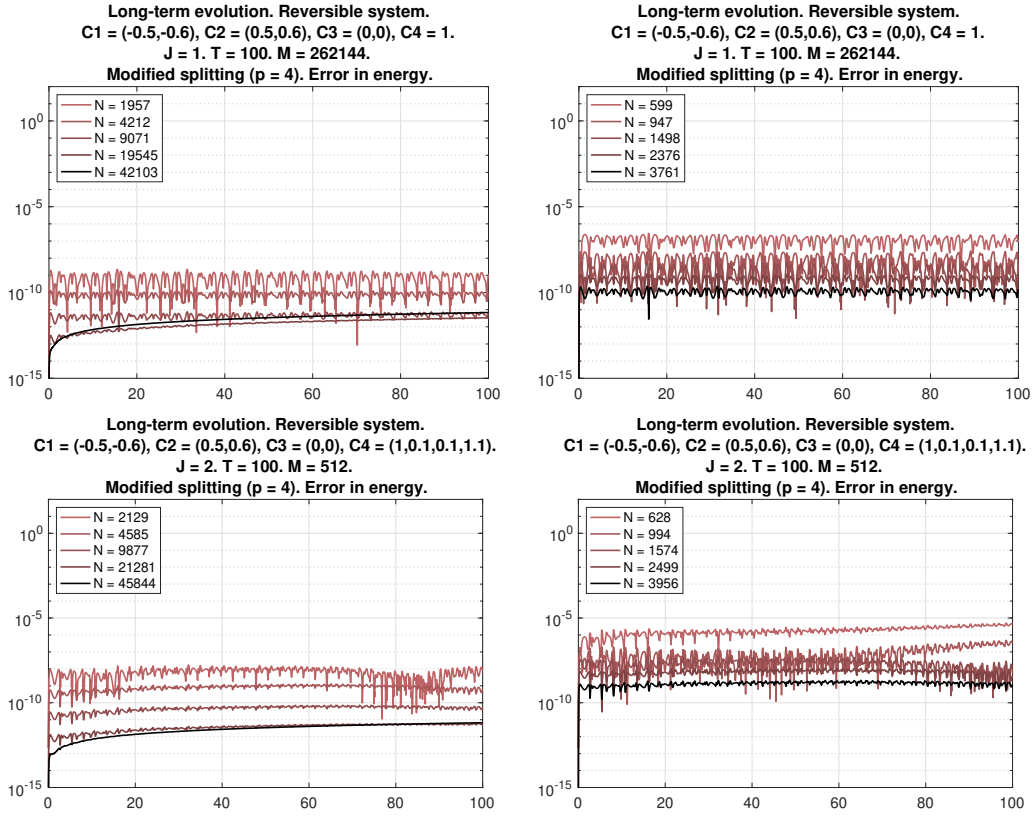 Long-term evolution. Reversible system.
C1 = (-0.5,-0.6), C2 = (0.5,0.6), C3 = (0,0), C4 = 1.
J = 1. T = 100. M = 262144.
Modified splitting (p = 4). Error in energy.
10^0
10^-5
10^-10
10^-15
N = 1957
N = 4212
N = 9071
N = 19545
N = 42103
0 20 40 60 80 100
Long-term evolution. Reversible system.
C1 = (-0.5,-0.6), C2 = (0.5,0.6), C3 = (0,0), C4 = 1.
J = 1. T = 100. M = 262144.
Modified splitting (p = 4). Error in energy.
10^0
10^-5
10^-10
10^-15
N = 599
N = 947
N = 1498
N = 2376
N = 3761
0 20 40 60 80 100
Long-term evolution. Reversible system.
C1 = (-0.5,-0.6), C2 = (0.5,0.6), C3 = (0,0), C4 = (1,0.1,0.1,1.1).
J = 2. T = 100. M = 512.
Modified splitting (p = 4). Error in energy.
10^0
10^-5
10^-10
10^-15
N = 2129
N = 4585
N = 9877
N = 21281
N = 45844
0 20 40 60 80 100
Long-term evolution. Reversible system.
C1 = (-0.5,-0.6), C2 = (0.5,0.6), C3 = (0,0), C4 = (1,0.1,0.1,1.1).
J = 2. T = 100. M = 512.
Modified splitting (p = 4). Error in energy.
10^0
10^-5
10^-10
10^-15
N = 628
N = 994
N = 1574
N = 2499
N = 3956
0 20 40 60 80 100